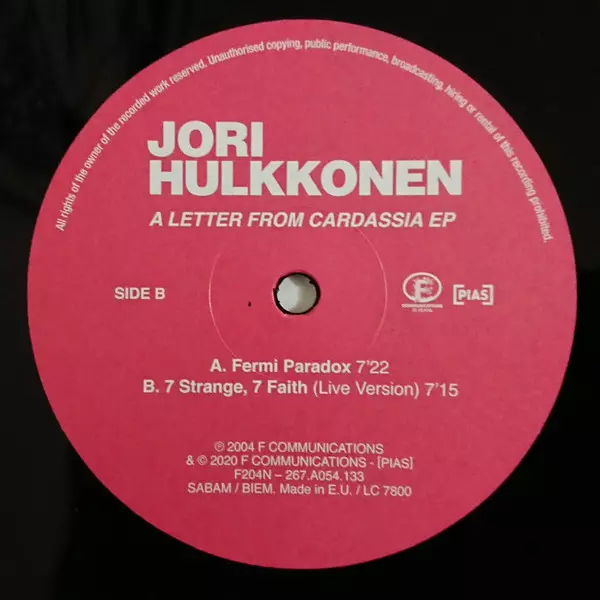 All rights of the owner of the recorded work reserved. Unauthorised copying, public performance, broadcasting, hiring or rental of this recording prohibited.
JORI
HULKKONEN
A LETTER FROM CARDASSIA EP
SIDE B
F
COMMUNICATIONS
[PIAS]
A. Fermi Paradox 7'22
B. 7 Strange, 7 Faith (Live Version) 7'15
℗ 2004 F COMMUNICATIONS
& © 2020 F COMMUNICATIONS - [PIAS]
F204N – 267.A054.133
SABAM / BIEM. Made in E.U. / LC 7800